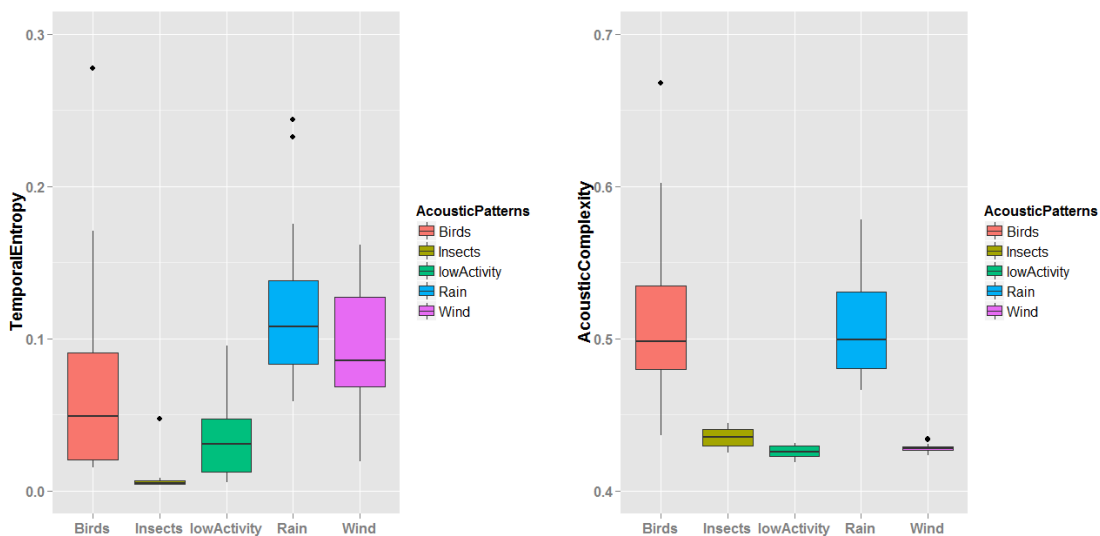 TemporalEntropy
0.3
0.2
0.1
0.0
Birds Insects lowActivity Rain Wind
AcousticPatterns
Birds
Insects
lowActivity
Rain
Wind
AcousticComplexity
0.7
0.6
0.5
0.4
Birds Insects lowActivity Rain Wind
AcousticPatterns
Birds
Insects
lowActivity
Rain
Wind